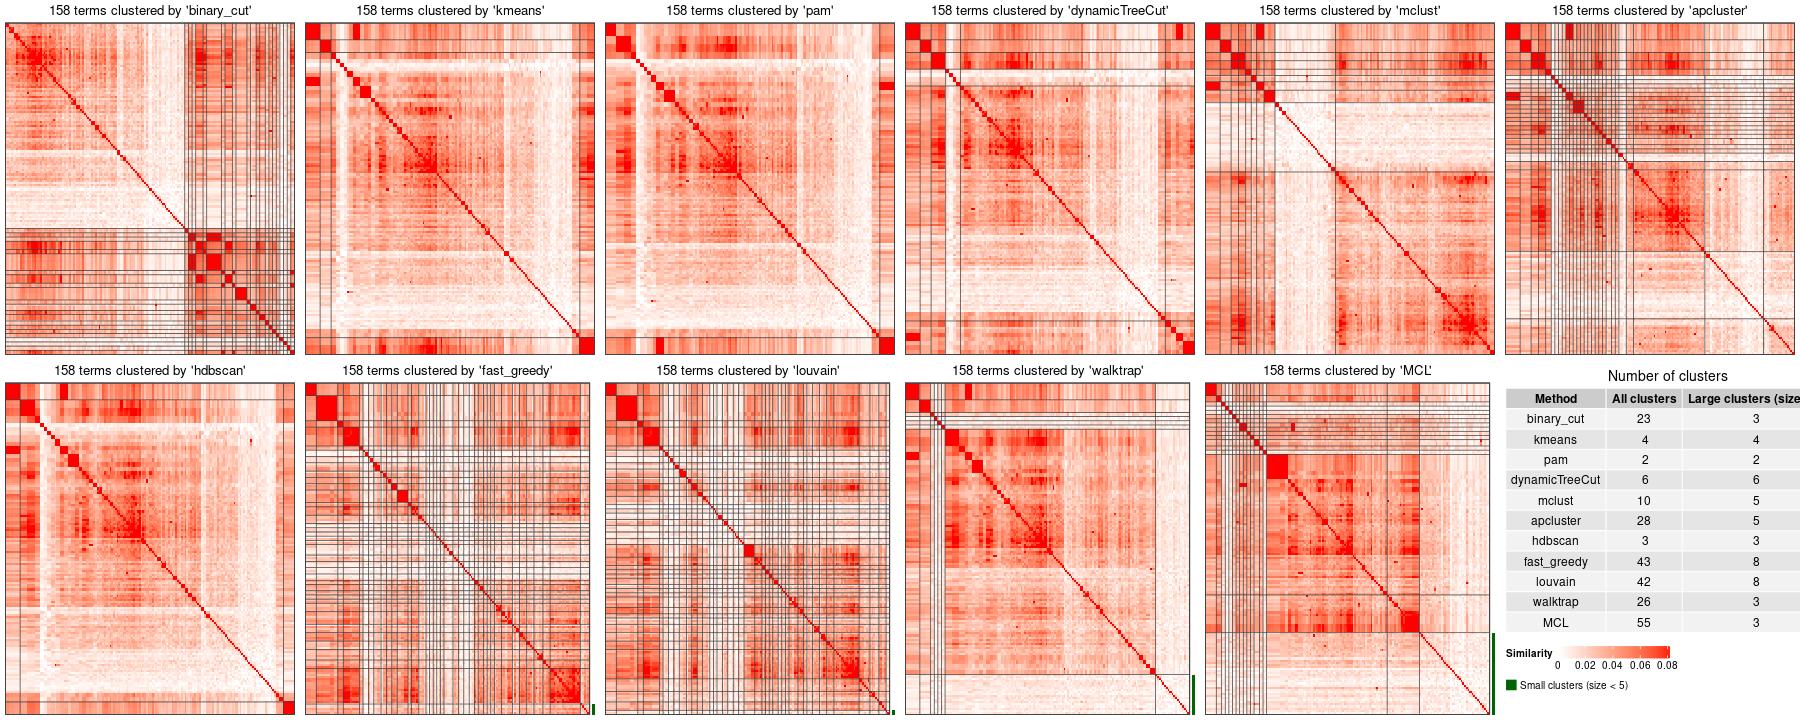 158 terms clustered by 'binary_cut'
158 terms clustered by 'kmeans'
158 terms clustered by 'pam'
158 terms clustered by 'dynamicTreeCut'
158 terms clustered by 'mclust'
158 terms clustered by 'apcluster'
158 terms clustered by 'hdbscan'
158 terms clustered by 'fast_greedy'
158 terms clustered by 'louvain'
158 terms clustered by 'walktrap'
158 terms clustered by 'MCL'
Number of clusters
Method All clusters Large clusters (size
binary_cut 23 3
kmeans 4 4
pam 2 2
dynamicTreeCut 6 6
mclust 10 5
apcluster 28 5
hdbscan 3 3
fast_greedy 43 8
louvain 42 8
walktrap 26 3
MCL 55 3
Similarity
0 0.02 0.04 0.06 0.08
Small clusters (size < 5)